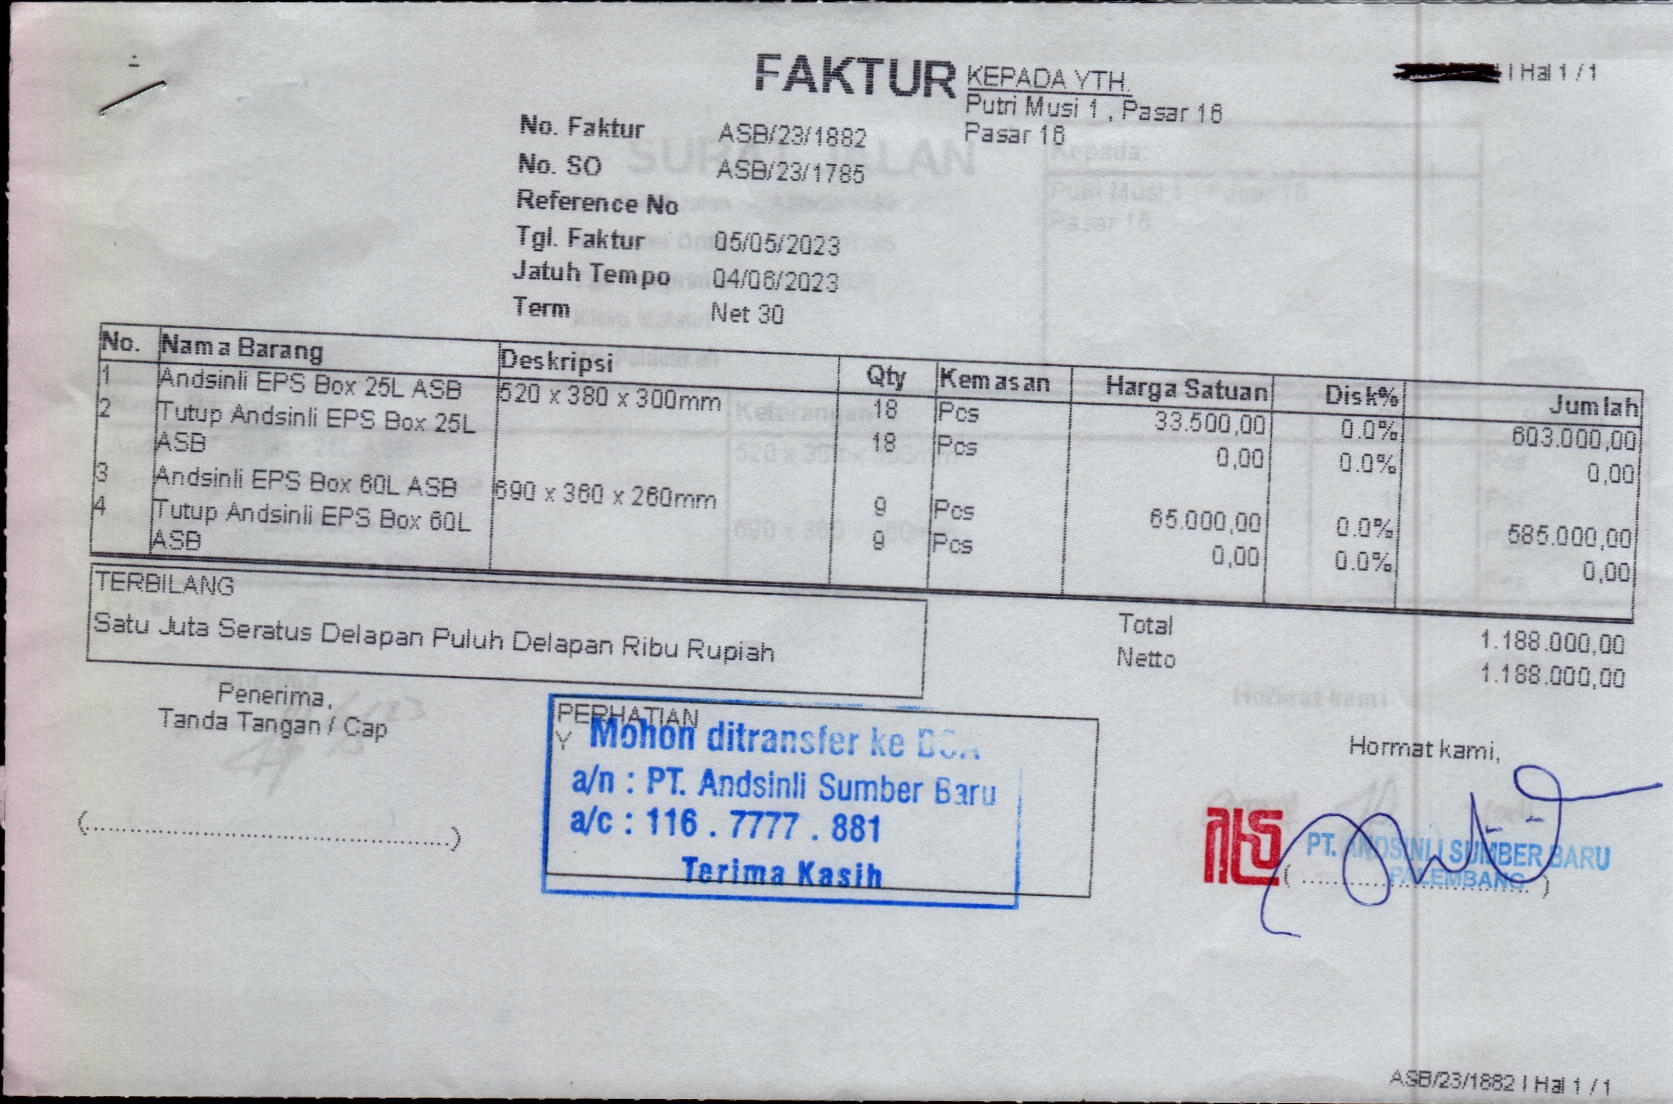 FAKTUR
KEPADA YTH.
Putri Musi 1 , Pasar 16
Pasar 16
| Hal 1 / 1
No. Faktur ASB/23/1882
No. SO ASB/23/1785
Reference No
Tgl. Faktur 05/05/2023
Jatuh Tempo 04/06/2023
Term Net 30
No. Nama Barang Deskripsi Qty Kemasan Harga Satuan Disk% Jumlah
1 Andsinli EPS Box 25L ASB 520 x 380 x 300mm 18 Pcs 33.500,00 0.0% 603.000,00
2 Tutup Andsinli EPS Box 25L 18 Pcs 0,00 0.0% 0,00
ASB
3 Andsinli EPS Box 60L ASB 690 x 360 x 260mm 9 Pcs 65.000,00 0.0% 585.000,00
4 Tutup Andsinli EPS Box 60L 9 Pcs 0,00 0.0% 0,00
ASB
TERBILANG
Satu Juta Seratus Delapan Puluh Delapan Ribu Rupiah
Total 1.188.000,00
Netto 1.188.000,00
Penerima,
Tanda Tangan / Cap
PERHATIAN
Y
Mohon ditransfer ke BCA
a/n : PT. Andsinli Sumber Baru
a/c : 116 . 7777 . 881
Terima Kasih
Hormat kami,
PT. ANDSINLI SUMBER BARU
PALEMBANG
ASB/23/1882 | Hal 1 / 1